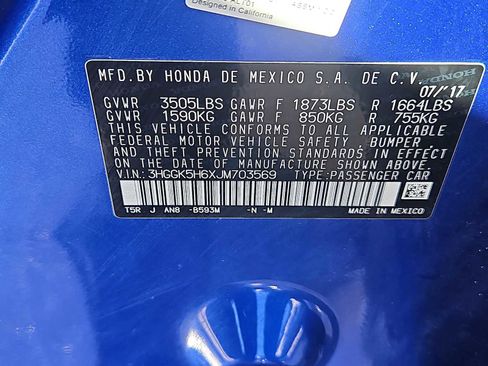 ALT01
Designed in California
MFD.BY HONDA DE MEXICO S.A. DE C.V.
07/'17
GVWR 3505LBS GAWR F 1873LBS R 1664LBS
GVWR 1590KG GAWR F 850KG R 755KG
THIS VEHICLE CONFORMS TO ALL APPLICABLE
FEDERAL MOTOR VEHICLE SAFETY, BUMPER,
AND THEFT PREVENTION STANDARDS IN EFFECT
ON THE DATE OF MANUFACTURE SHOWN ABOVE.
V.I.N: 3HGGK5H6XJM703569 TYPE:PASSENGER CAR
T5R J AN8 -B593M -N -M MADE IN MEXICO